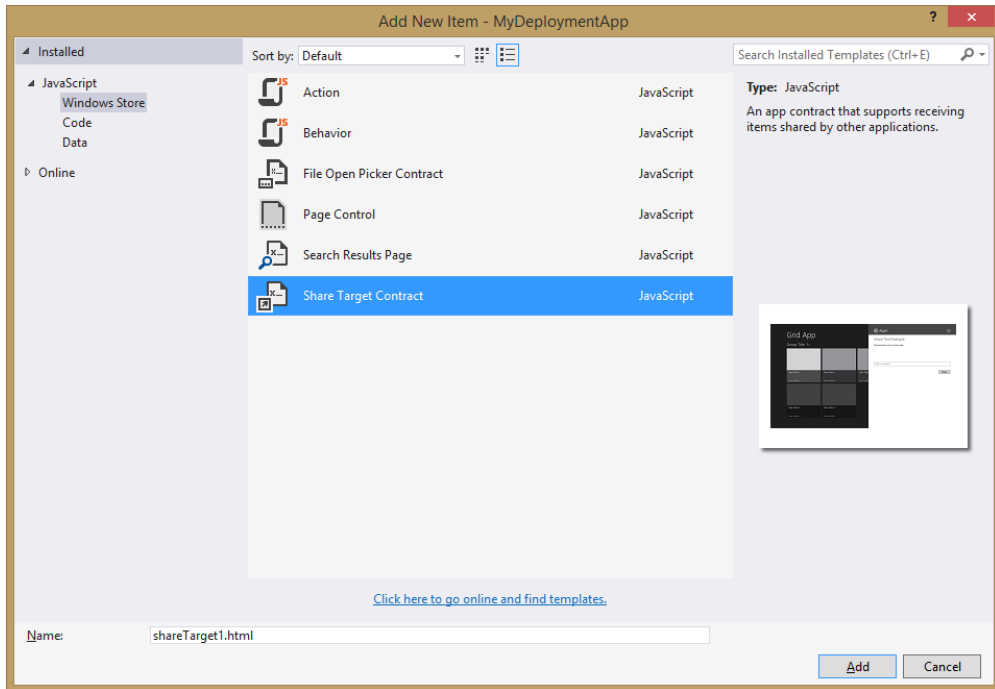 Add New Item - MyDeploymentApp
?
Installed
Sort by: Default
Search Installed Templates (Ctrl+E)
JavaScript
Windows Store
Code
Data
Online
JS Action JavaScript
JS Behavior JavaScript
File Open Picker Contract JavaScript
Page Control JavaScript
Search Results Page JavaScript
Share Target Contract JavaScript
Type: JavaScript
An app contract that supports receiving
items shared by other applications.
Grid App
Click here to go online and find templates.
Name: shareTarget1.html
Add Cancel